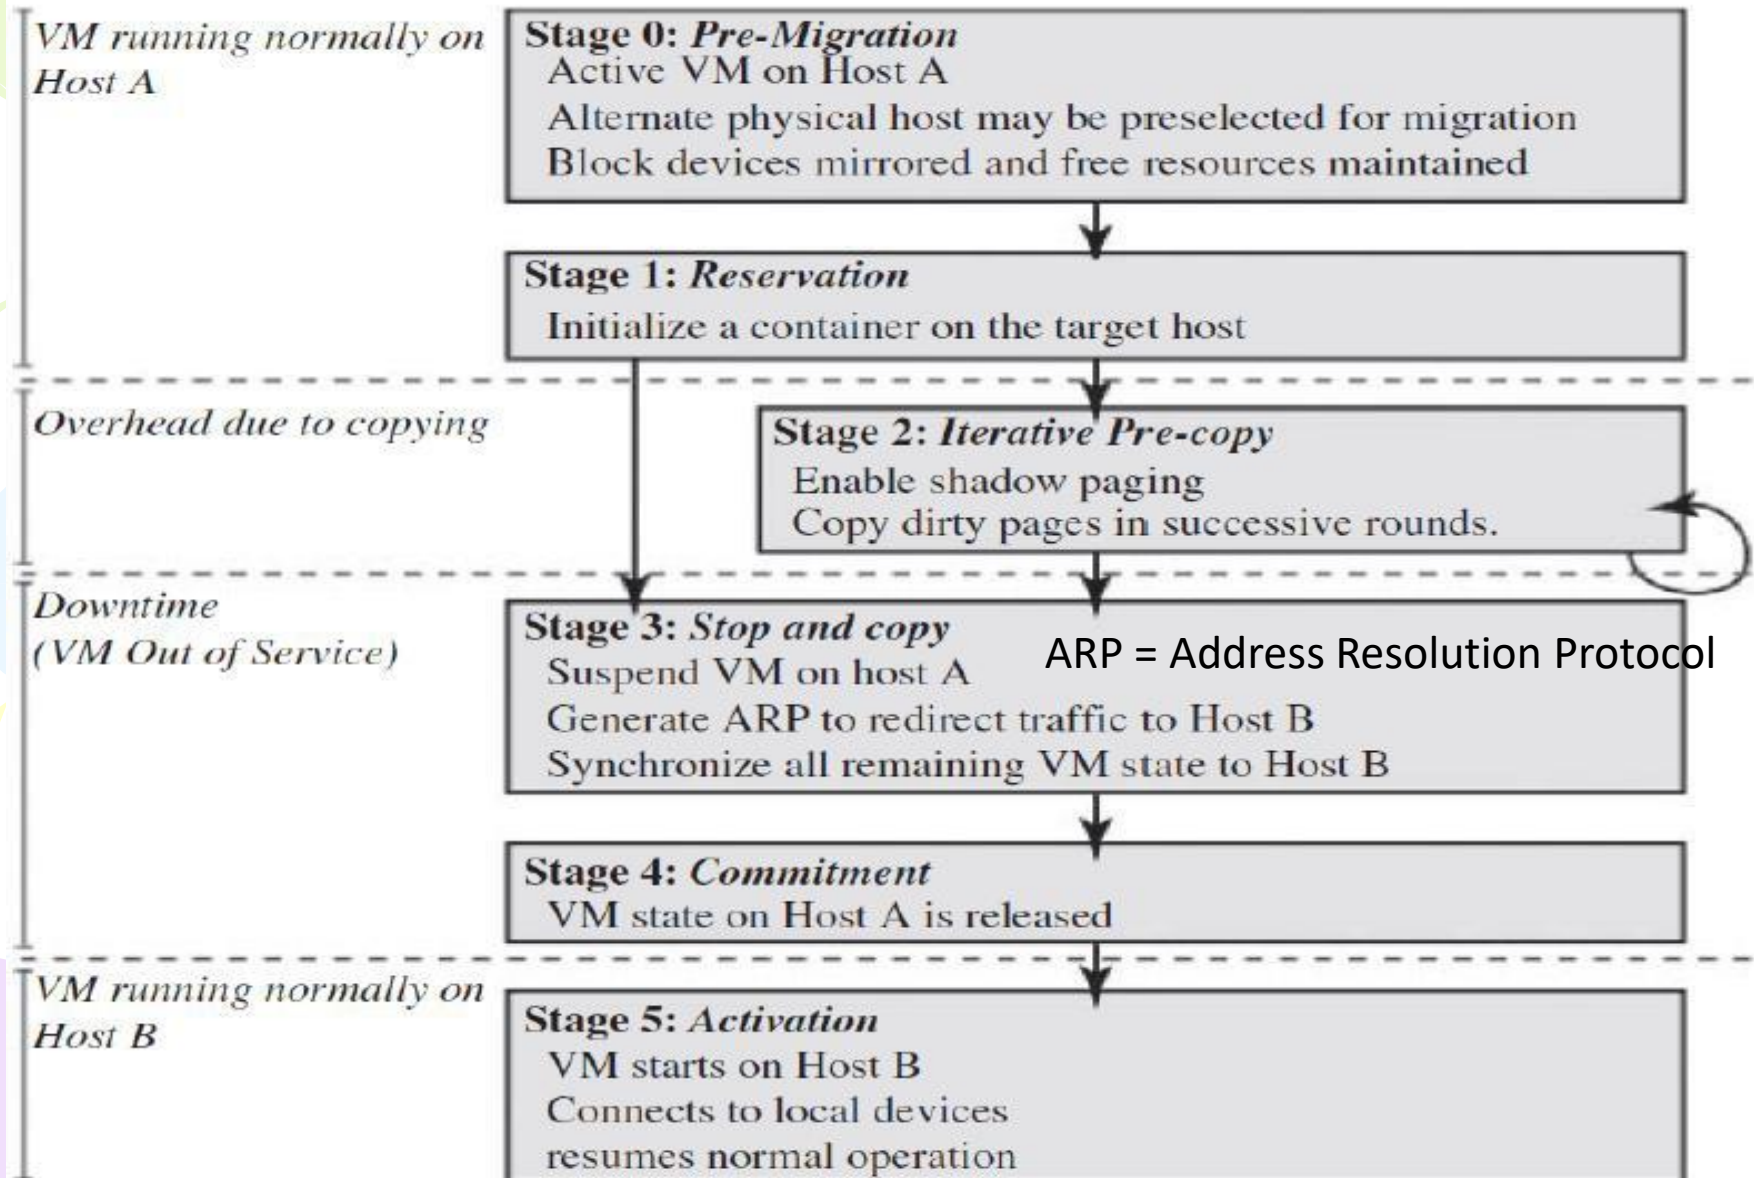 VM running normally on
Host A
Stage 0: Pre-Migration
Active VM on Host A
Alternate physical host may be preselected for migration
Block devices mirrored and free resources maintained
Stage 1: Reservation
Initialize a container on the target host
Overhead due to copying
Stage 2: Iterative Pre-copy
Enable shadow paging
Copy dirty pages in successive rounds.
Downtime
(VM Out of Service)
Stage 3: Stop and copy
ARP = Address Resolution Protocol
Suspend VM on host A
Generate ARP to redirect traffic to Host B
Synchronize all remaining VM state to Host B
Stage 4: Commitment
VM state on Host A is released
VM running normally on
Host B
Stage 5: Activation
VM starts on Host B
Connects to local devices
resumes normal operation